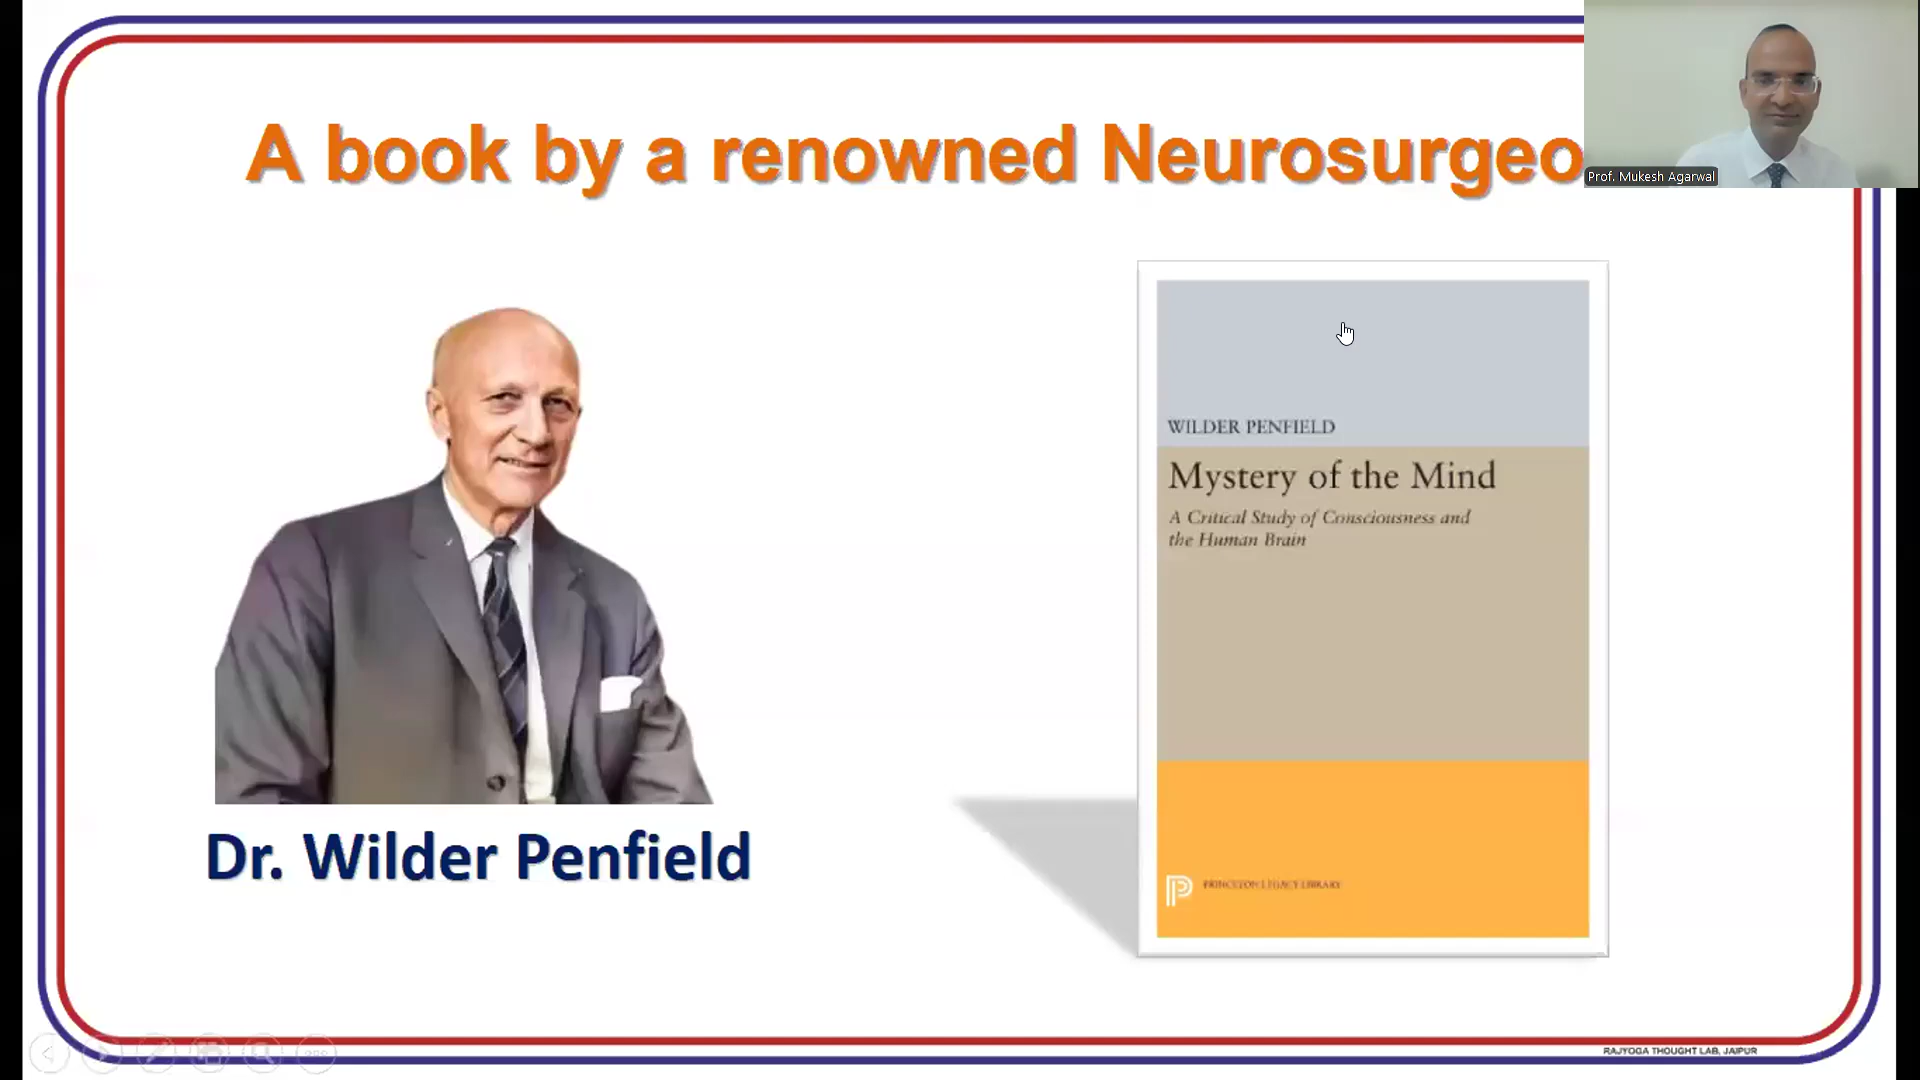 A book by a renowned Neurosurgeo
Prof. Mukesh Agarwal
WILDER PENFIELD
Mystery of the Mind
A Critical Study of Consciousness and
the Human Brain
PRINCETON LEGACY LIBRARY
Dr. Wilder Penfield
RAJYOGA THOUGHT LAB, JAIPUR